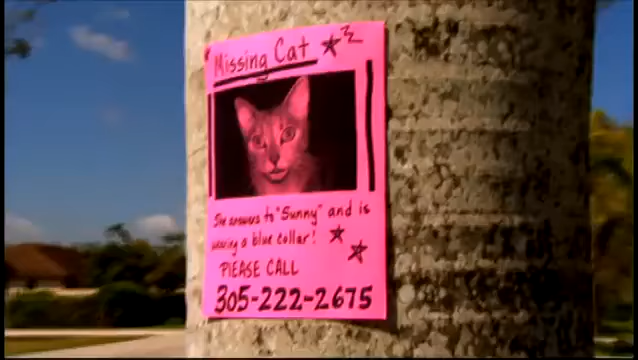 Missing Cat
She answers to "Sunny" and is
wearing a blue collar!
PLEASE CALL
305-222-2675